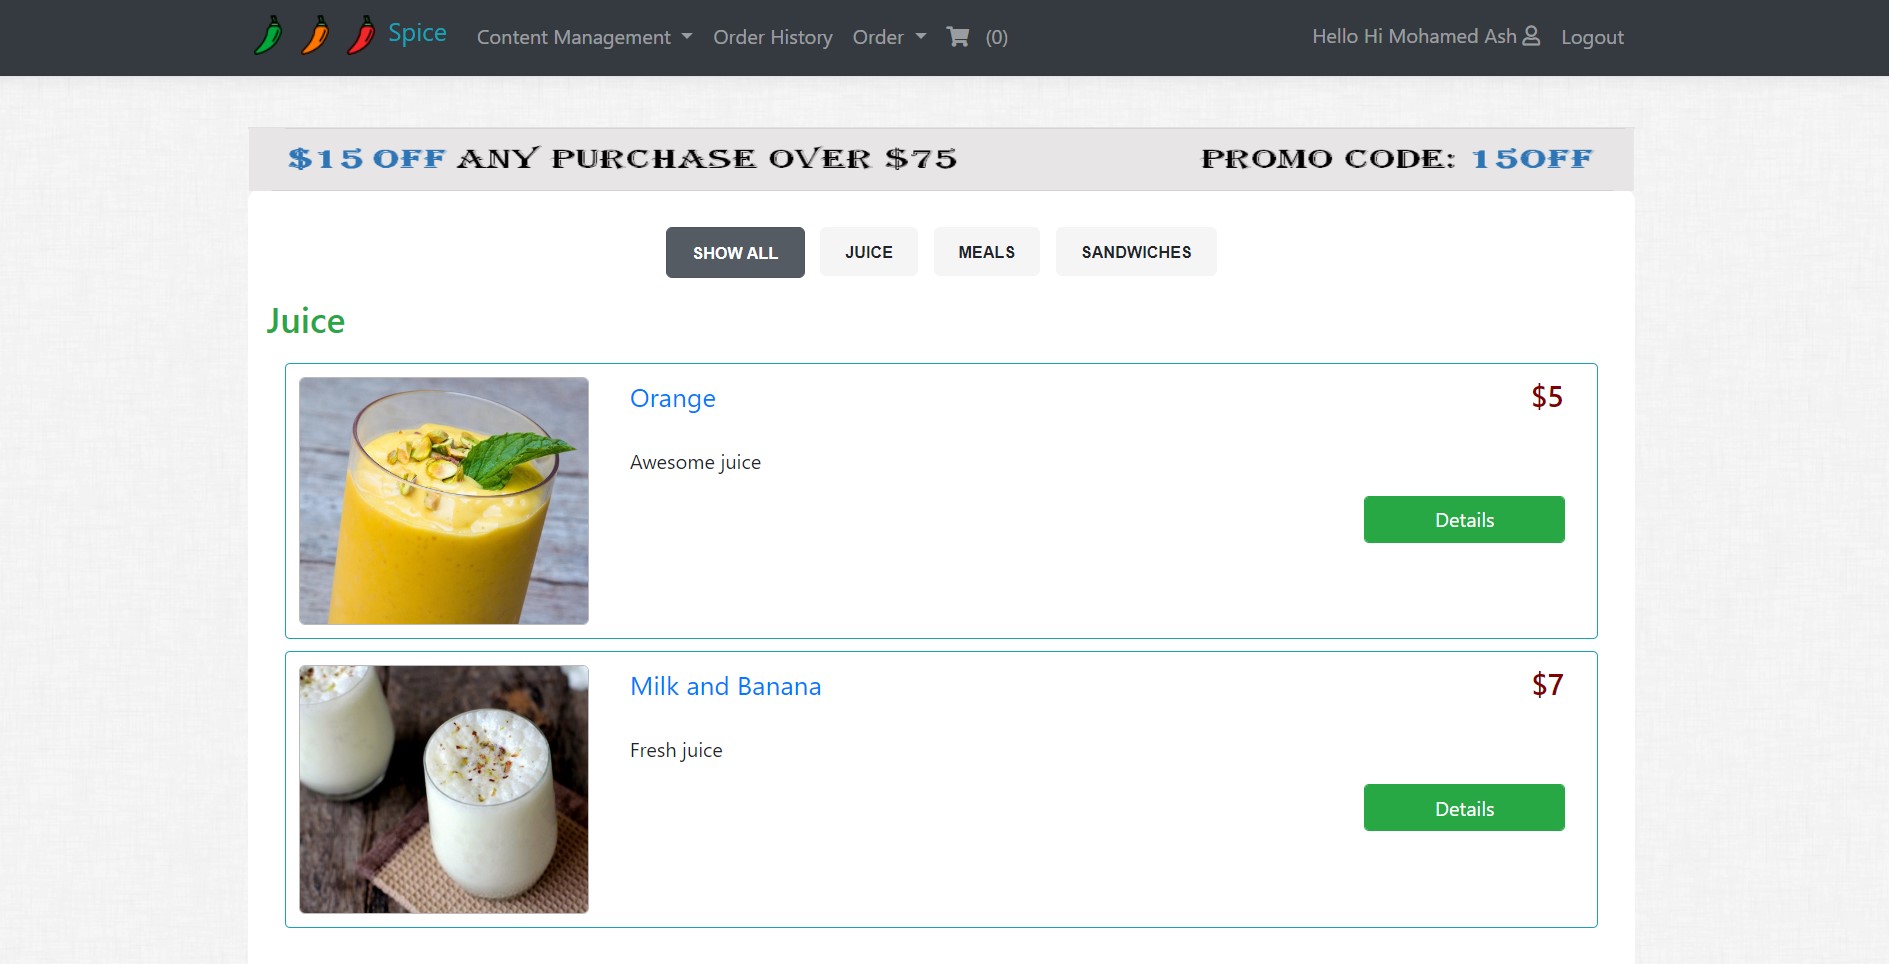 Spice Content Management Order History Order (0) Hello Hi Mohamed Ash Logout
$15 OFF ANY PURCHASE OVER $75 PROMO CODE: 15OFF
SHOW ALL JUICE MEALS SANDWICHES
Juice
Orange $5
Awesome juice
Details
Milk and Banana $7
Fresh juice
Details